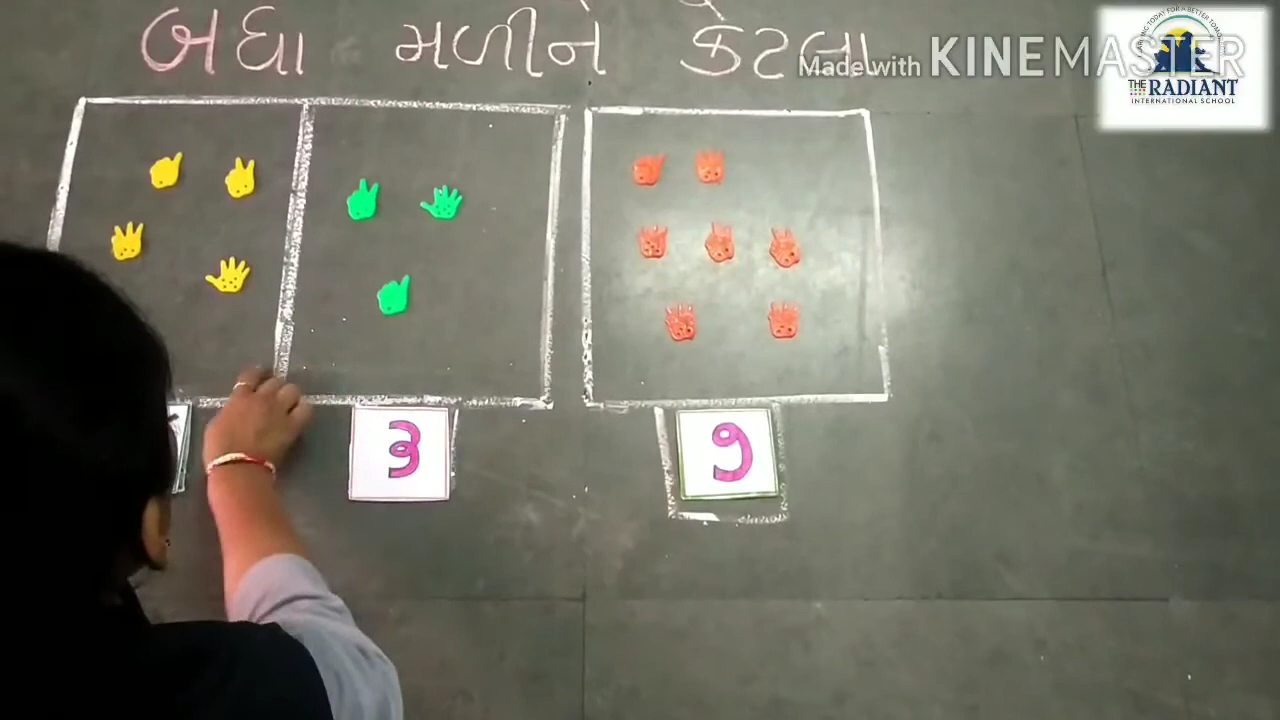 બધા મળીને કેટલા
Made with KINEMASTER
THE RADIANT
INTERNATIONAL SCHOOL
૩
૭